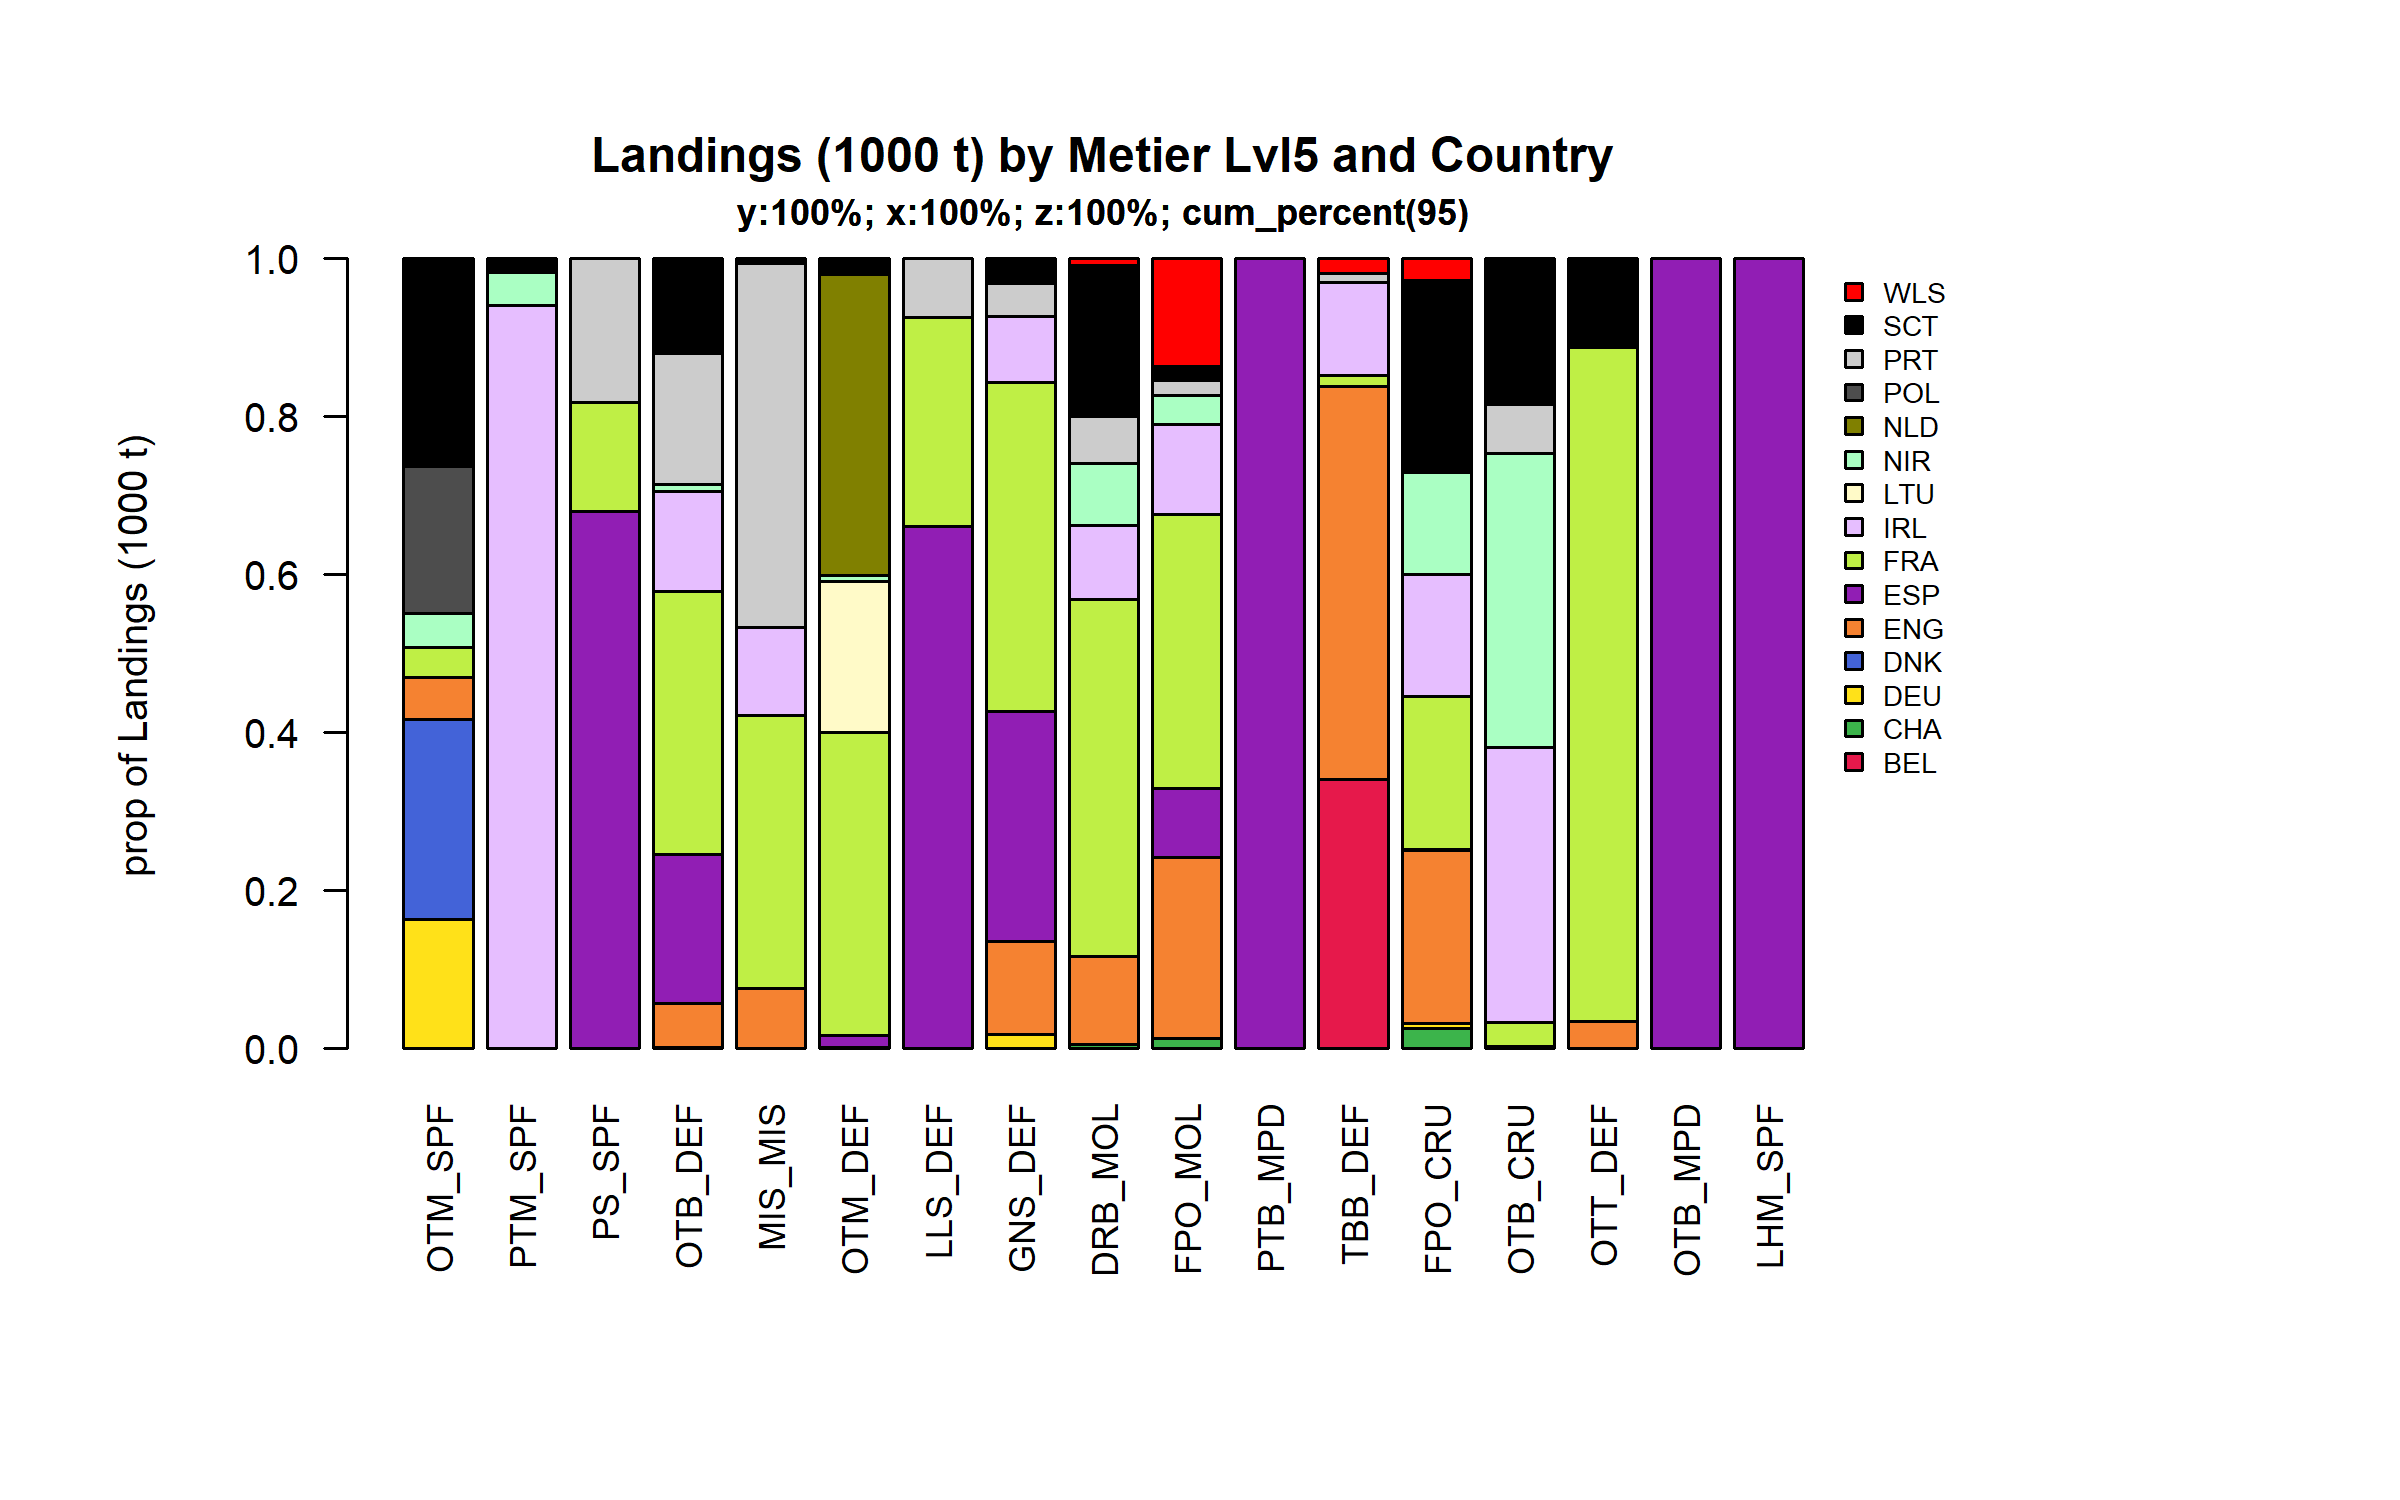 Landings (1000 t) by Metier Lvl5 and Country
y:100%; x:100%; z:100%; cum_percent(95)
prop of Landings (1000 t)
1.0
0.8
0.6
0.4
0.2
0.0
WLS
SCT
PRT
POL
NLD
NIR
LTU
IRL
FRA
ESP
ENG
DNK
DEU
CHA
BEL
OTM_SPF
PTM_SPF
PS_SPF
OTB_DEF
MIS_MIS
OTM_DEF
LLS_DEF
GNS_DEF
DRB_MOL
FPO_MOL
PTB_MPD
TBB_DEF
FPO_CRU
OTB_CRU
OTT_DEF
OTB_MPD
LHM_SPF